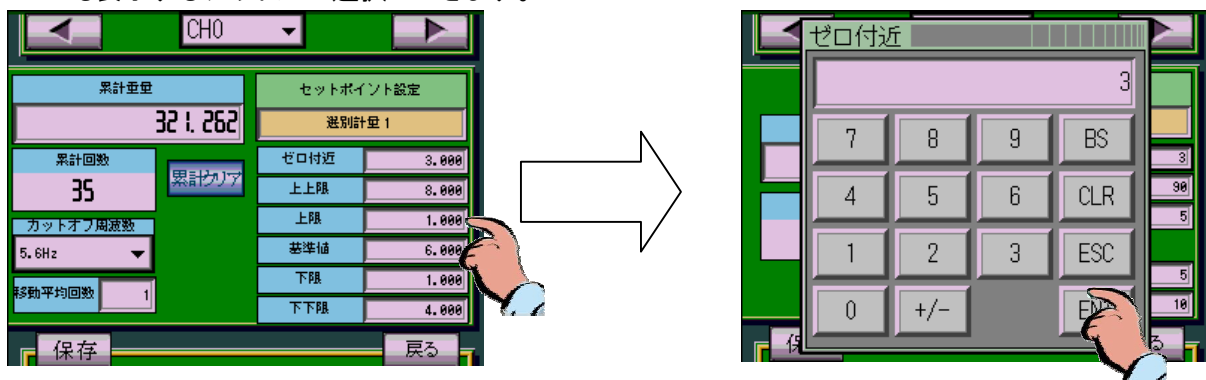 CH0
累計重量
321.262
累計回数
35
累計クリア
カットオフ周波数
5.6Hz
移動平均回数 1
セットポイント設定
選別計量 1
ゼロ付近 3.000
上上限 8.000
上限 1.000
基準値 6.000
下限 1.000
下下限 4.000
保存 戻る
ゼロ付近
3
7 8 9 BS
4 5 6 CLR
1 2 3 ESC
0 +/-
3
90
5
5
10